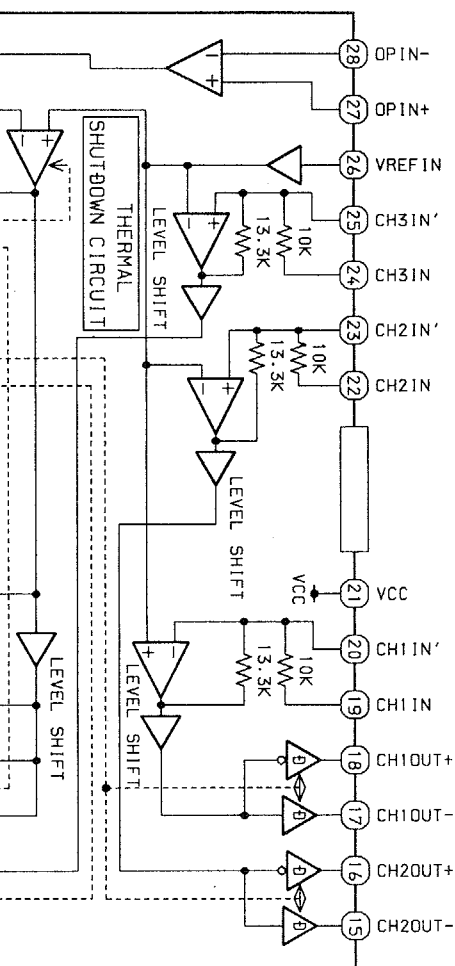 28 OPIN-
27 OPIN+
26 VREFIN
25 CH3IN'
24 CH3IN
23 CH2IN'
22 CH2IN
21 VCC
20 CH1IN'
19 CH1IN
18 CH1OUT+
17 CH1OUT-
16 CH2OUT+
15 CH2OUT-
- +
+ -
THERMAL
SHUTDOWN CIRCUIT
+ -
LEVEL SHIFT
10K
13.3K
+ -
LEVEL SHIFT
10K
13.3K
VCC
- +
LEVEL SHIFT
10K
13.3K
LEVEL SHIFT
D
D
D
D